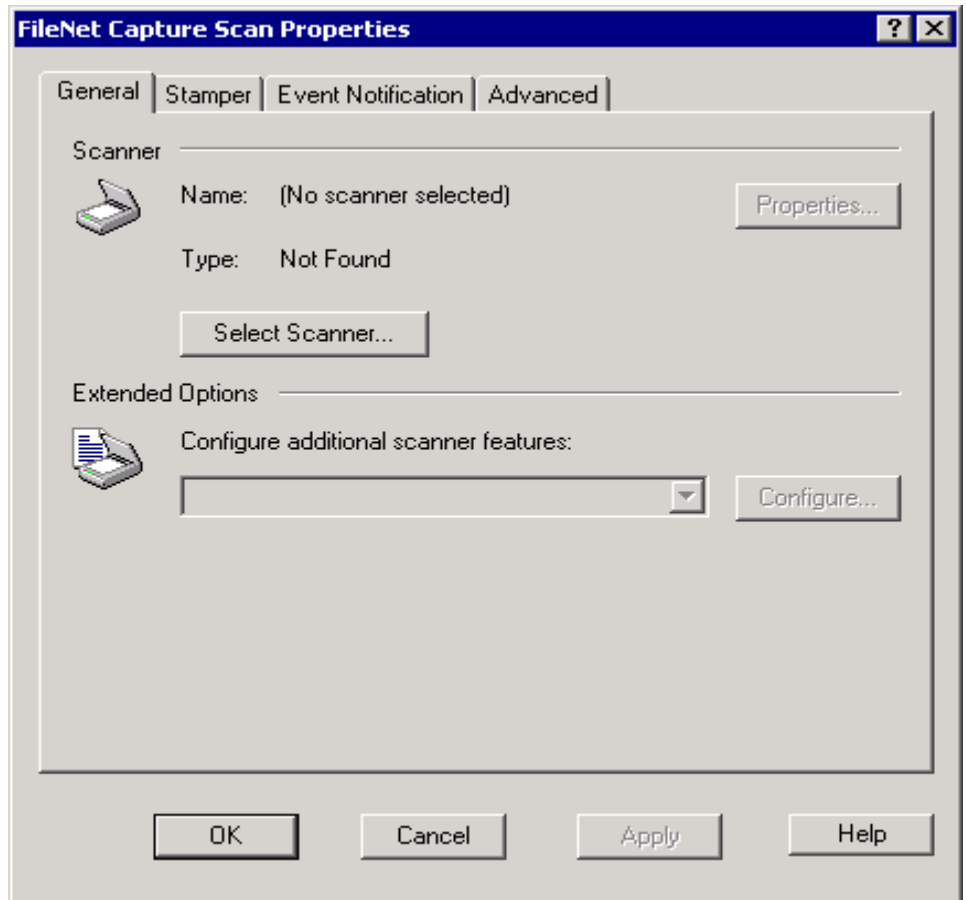 FileNet Capture Scan Properties
General Stamper Event Notification Advanced
Scanner
Name: (No scanner selected) Properties...
Type: Not Found
Select Scanner...
Extended Options
Configure additional scanner features:
Configure...
OK Cancel Apply Help